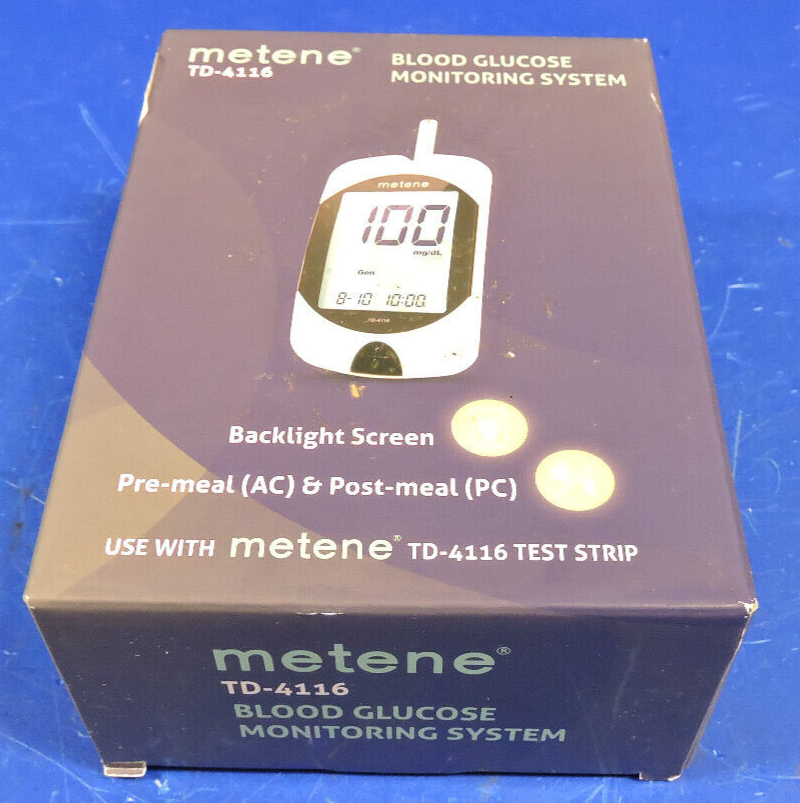 metene®
TD-4116
BLOOD GLUCOSE
MONITORING SYSTEM
metene
100
mg/dL
Gen
8-10 10:00
TD-4116
Backlight Screen
Pre-meal (AC) & Post-meal (PC)
USE WITH metene® TD-4116 TEST STRIP
metene®
TD-4116
BLOOD GLUCOSE
MONITORING SYSTEM